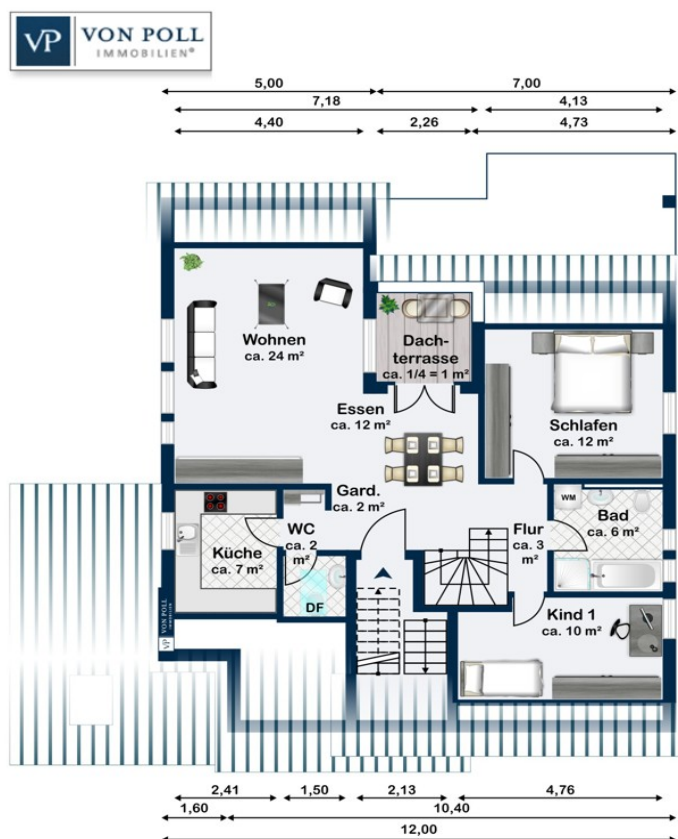 VP VON POLL
IMMOBILIEN®
5,00 7,00
7,18 4,13
4,40 2,26 4,73
Wohnen
ca. 24 m²
Dach-
terrasse
ca. 1/4 = 1 m²
Essen
ca. 12 m²
Schlafen
ca. 12 m²
Gard.
ca. 2 m²
WM
Bad
ca. 6 m²
Flur
ca. 3
m²
WC
ca. 2
m²
Küche
ca. 7 m²
DF
Kind 1
ca. 10 m²
VP VON POLL
IMMOBILIEN
2,41 1,50 2,13 4,76
1,60 10,40
12,00